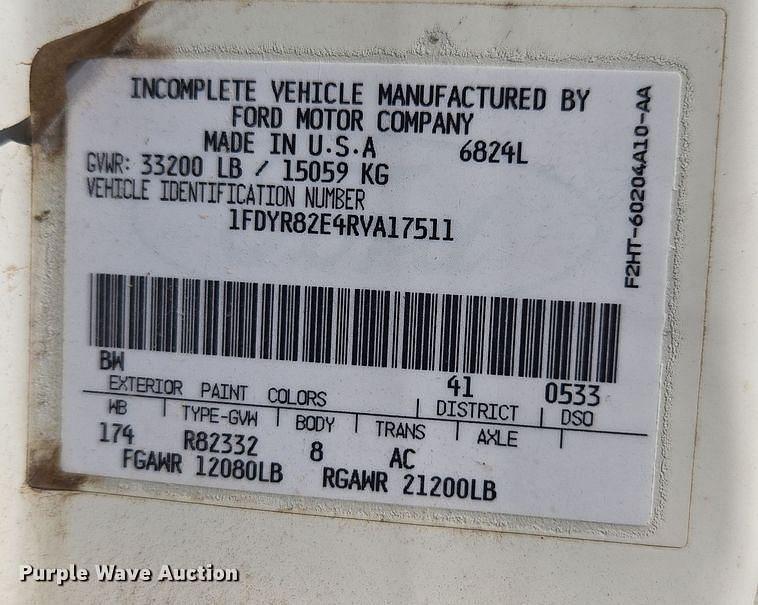 INCOMPLETE VEHICLE MANUFACTURED BY
FORD MOTOR COMPANY
MADE IN U.S.A 6824L
GVWR: 33200 LB / 15059 KG
VEHICLE IDENTIFICATION NUMBER
1FDYR82E4RVA17511
F2HT-60204A10-AA
BW 41 0533
EXTERIOR PAINT COLORS DISTRICT DSO
WB TYPE-GVW BODY TRANS AXLE
174 R82332 8 AC
FGAWR 12080LB RGAWR 21200LB
Purple Wave Auction